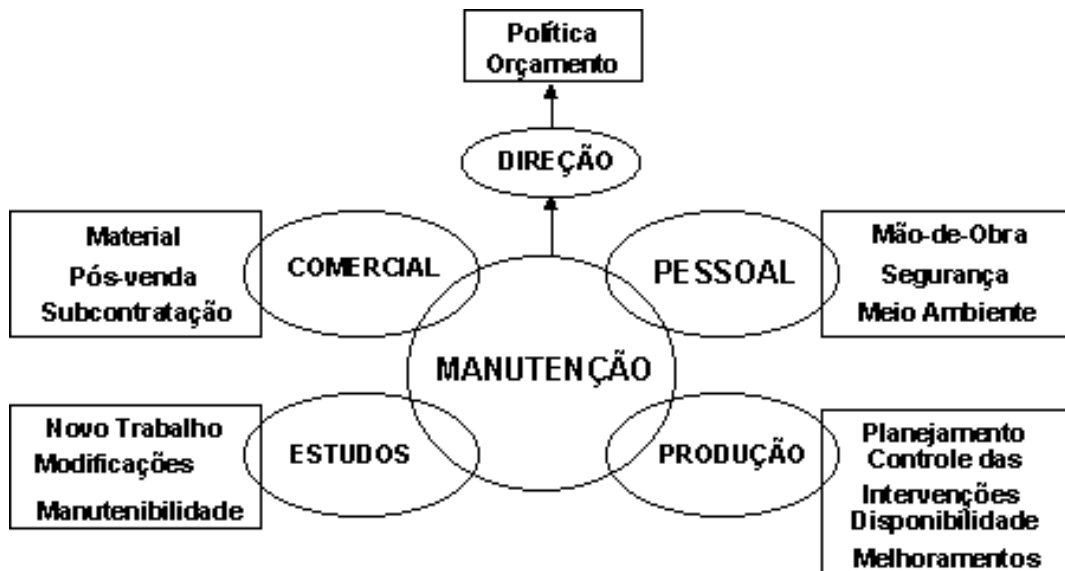 Política
Orçamento
DIREÇÃO
Material
Pós-venda
Subcontratação
COMERCIAL
PESSOAL
Mão-de-Obra
Segurança
Meio Ambiente
MANUTENÇÃO
Novo Trabalho
Modificações
Manutenibilidade
ESTUDOS
PRODUÇÃO
Planejamento
Controle das
Intervenções
Disponibilidade
Melhoramentos